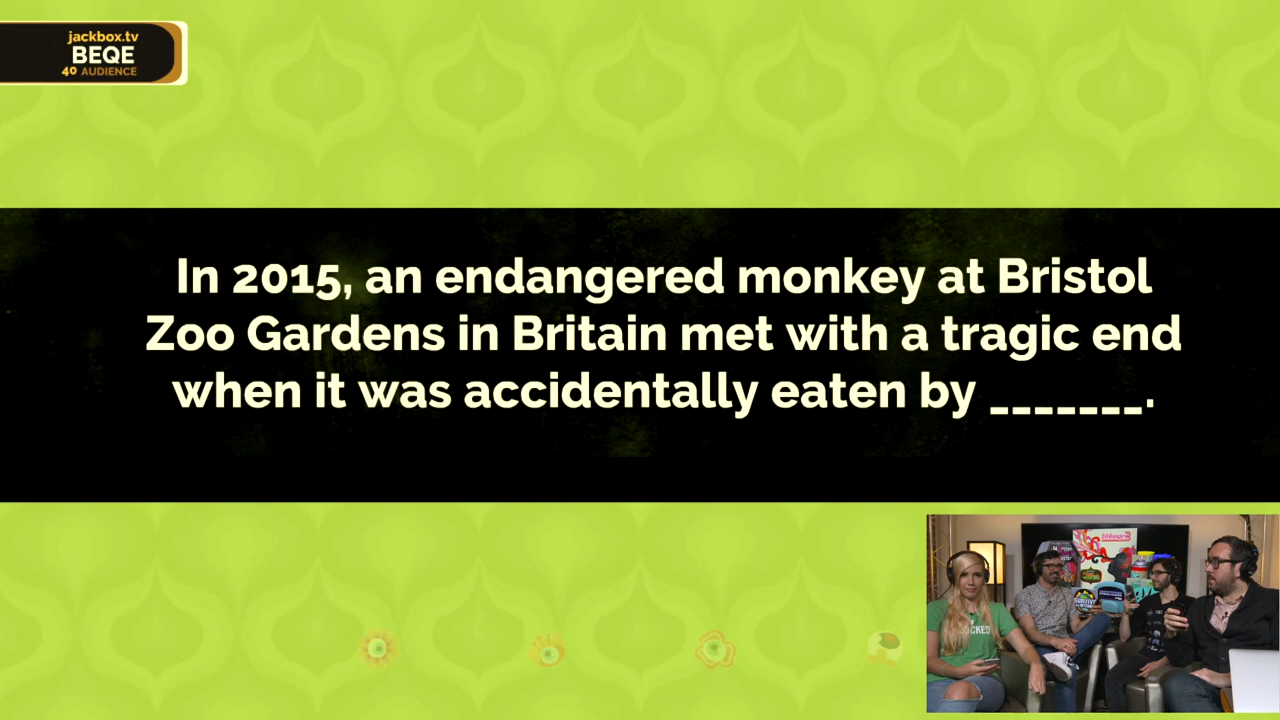 jackbox.tv
BEQE
40 AUDIENCE
In 2015, an endangered monkey at Bristol
Zoo Gardens in Britain met with a tragic end
when it was accidentally eaten by _______.